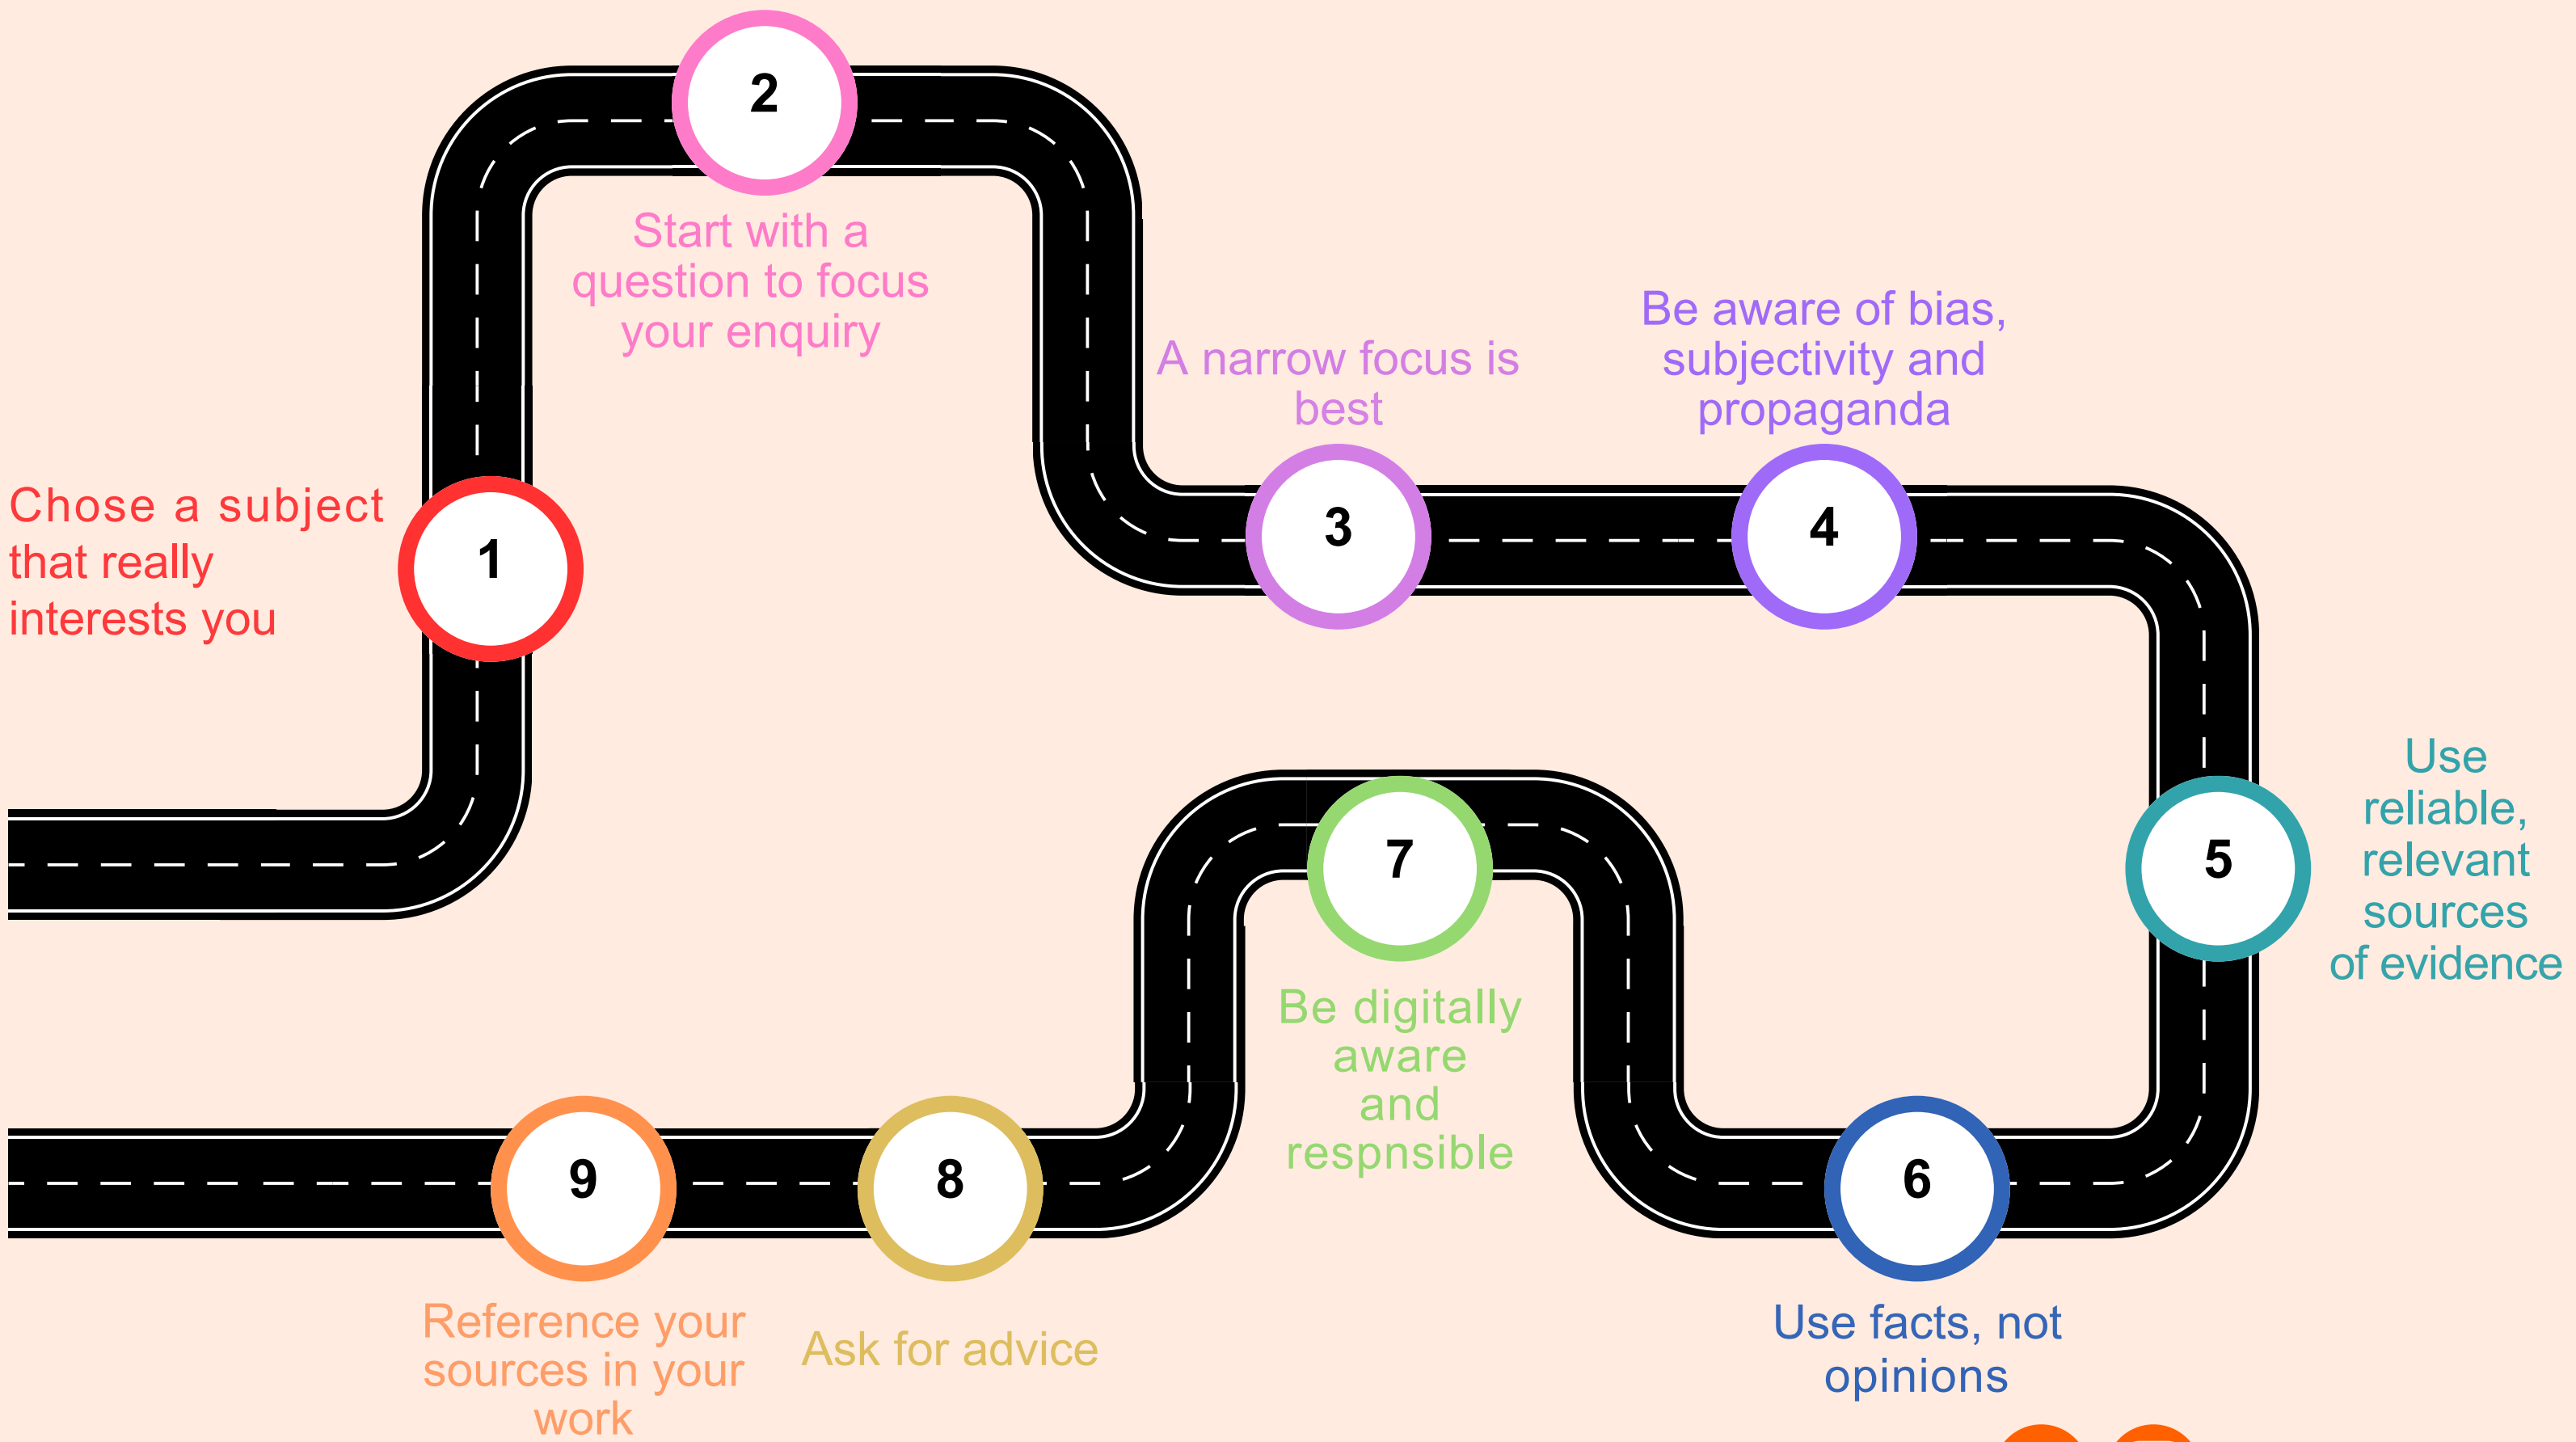 1
Chose a subject
that really
interests you
2
Start with a
question to focus
your enquiry
3
A narrow focus is
best
4
Be aware of bias,
subjectivity and
propaganda
5
Use
reliable,
relevant
sources
of evidence
6
Use facts, not
opinions
7
Be digitally
aware
and
respnsible
8
Ask for advice
9
Reference your
sources in your
work